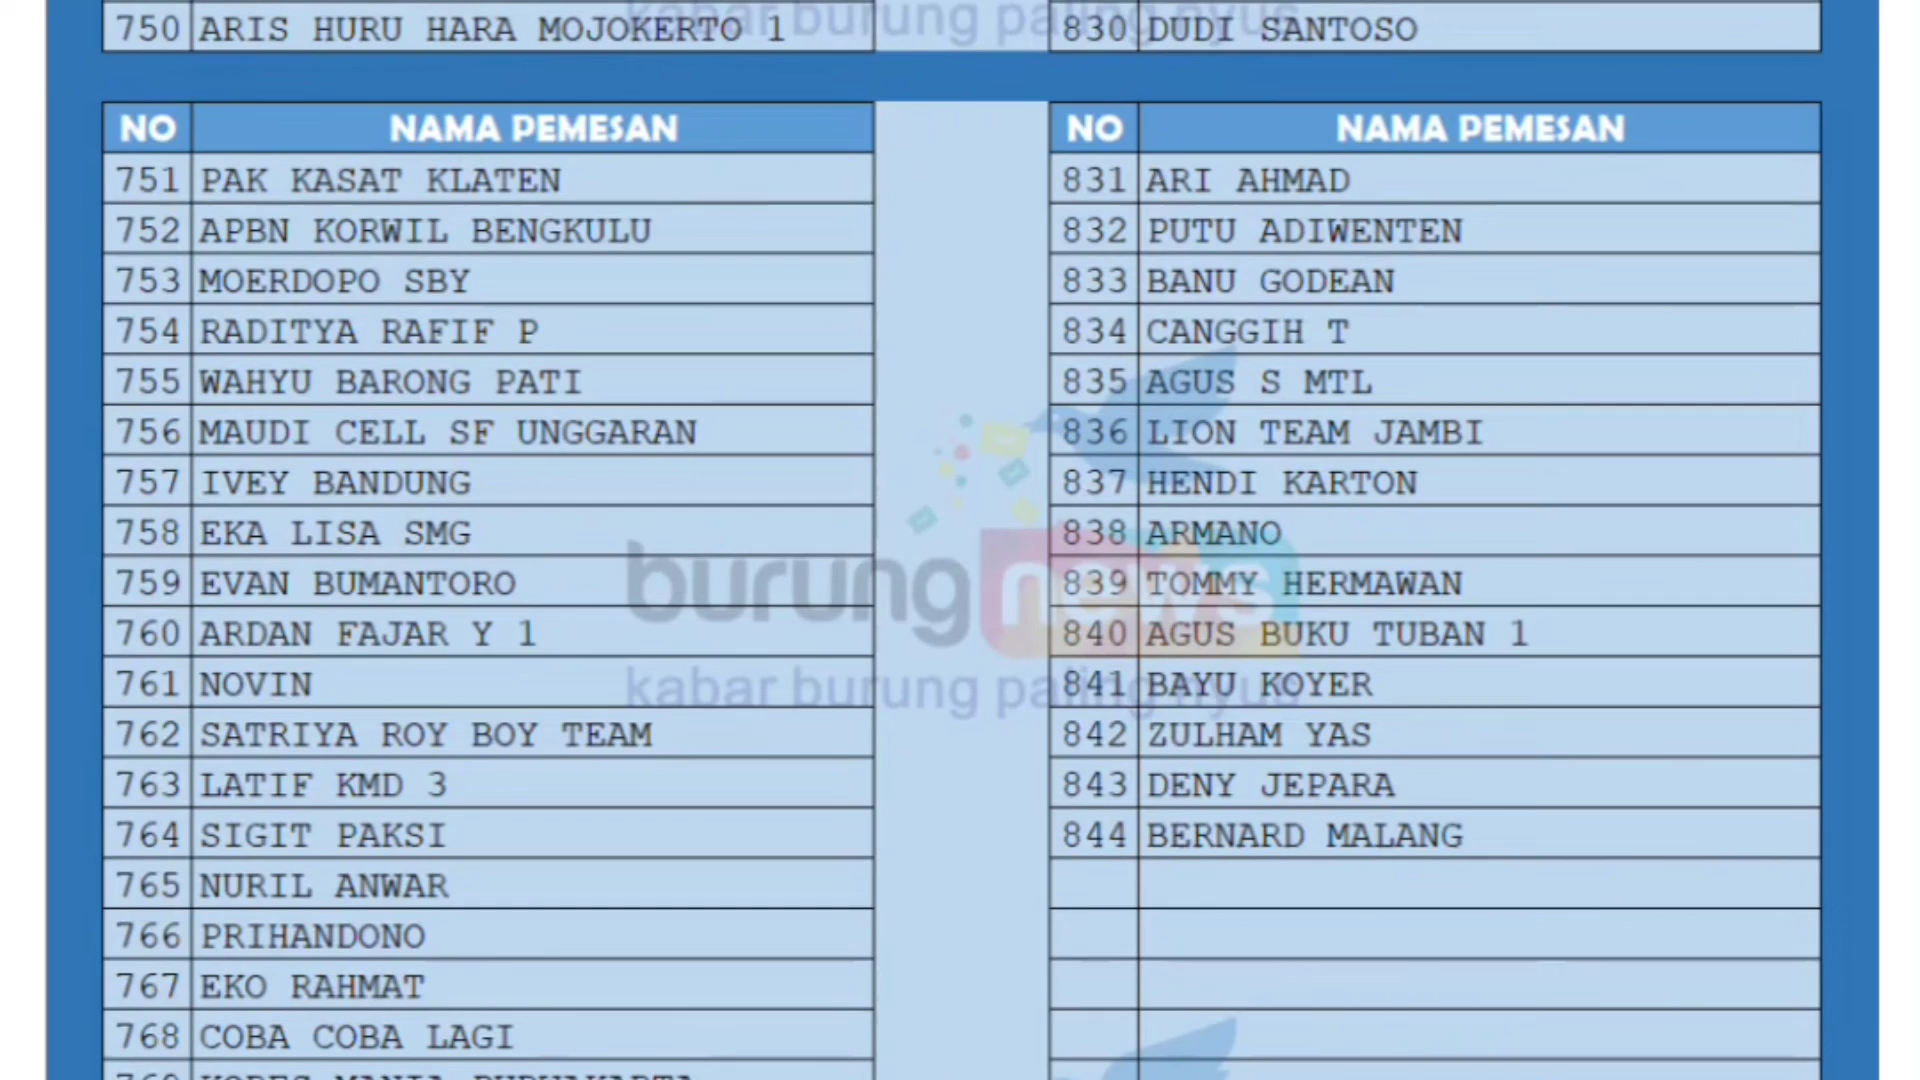 750 ARIS HURU HARA MOJOKERTO 1
NO NAMA PEMESAN
751 PAK KASAT KLATEN
752 APBN KORWIL BENGKULU
753 MOERDOPO SBY
754 RADITYA RAFIF P
755 WAHYU BARONG PATI
756 MAUDI CELL SF UNGGARAN
757 IVEY BANDUNG
758 EKA LISA SMG
759 EVAN BUMANTORO
760 ARDAN FAJAR Y 1
761 NOVIN
762 SATRIYA ROY BOY TEAM
763 LATIF KMD 3
764 SIGIT PAKSI
765 NURIL ANWAR
766 PRIHANDONO
767 EKO RAHMAT
768 COBA COBA LAGI
830 DUDI SANTOSO
NO NAMA PEMESAN
831 ARI AHMAD
832 PUTU ADIWENTEN
833 BANU GODEAN
834 CANGGIH T
835 AGUS S MTL
836 LION TEAM JAMBI
837 HENDI KARTON
838 ARMANO
839 TOMMY HERMAWAN
840 AGUS BUKU TUBAN 1
841 BAYU KOYER
842 ZULHAM YAS
843 DENY JEPARA
844 BERNARD MALANG
kabar burung paling nyus
burung news
kabar burung paling nyus